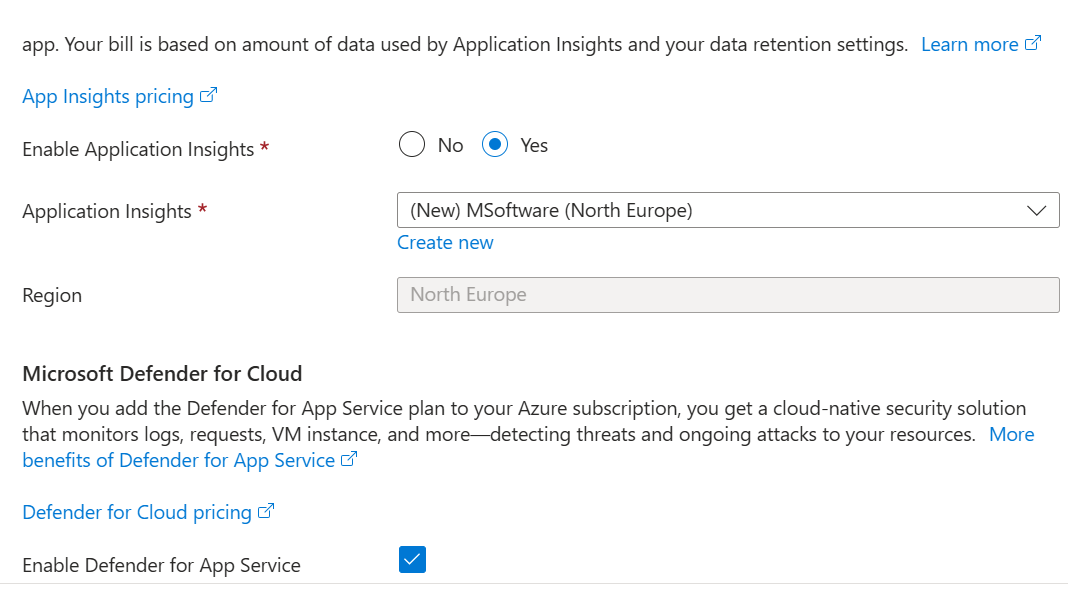 app. Your bill is based on amount of data used by Application Insights and your data retention settings. Learn more
App Insights pricing
Enable Application Insights *
No Yes
Application Insights *
(New) MSoftware (North Europe)
Create new
Region
North Europe
Microsoft Defender for Cloud
When you add the Defender for App Service plan to your Azure subscription, you get a cloud-native security solution
that monitors logs, requests, VM instance, and more—detecting threats and ongoing attacks to your resources. More
benefits of Defender for App Service
Defender for Cloud pricing
Enable Defender for App Service